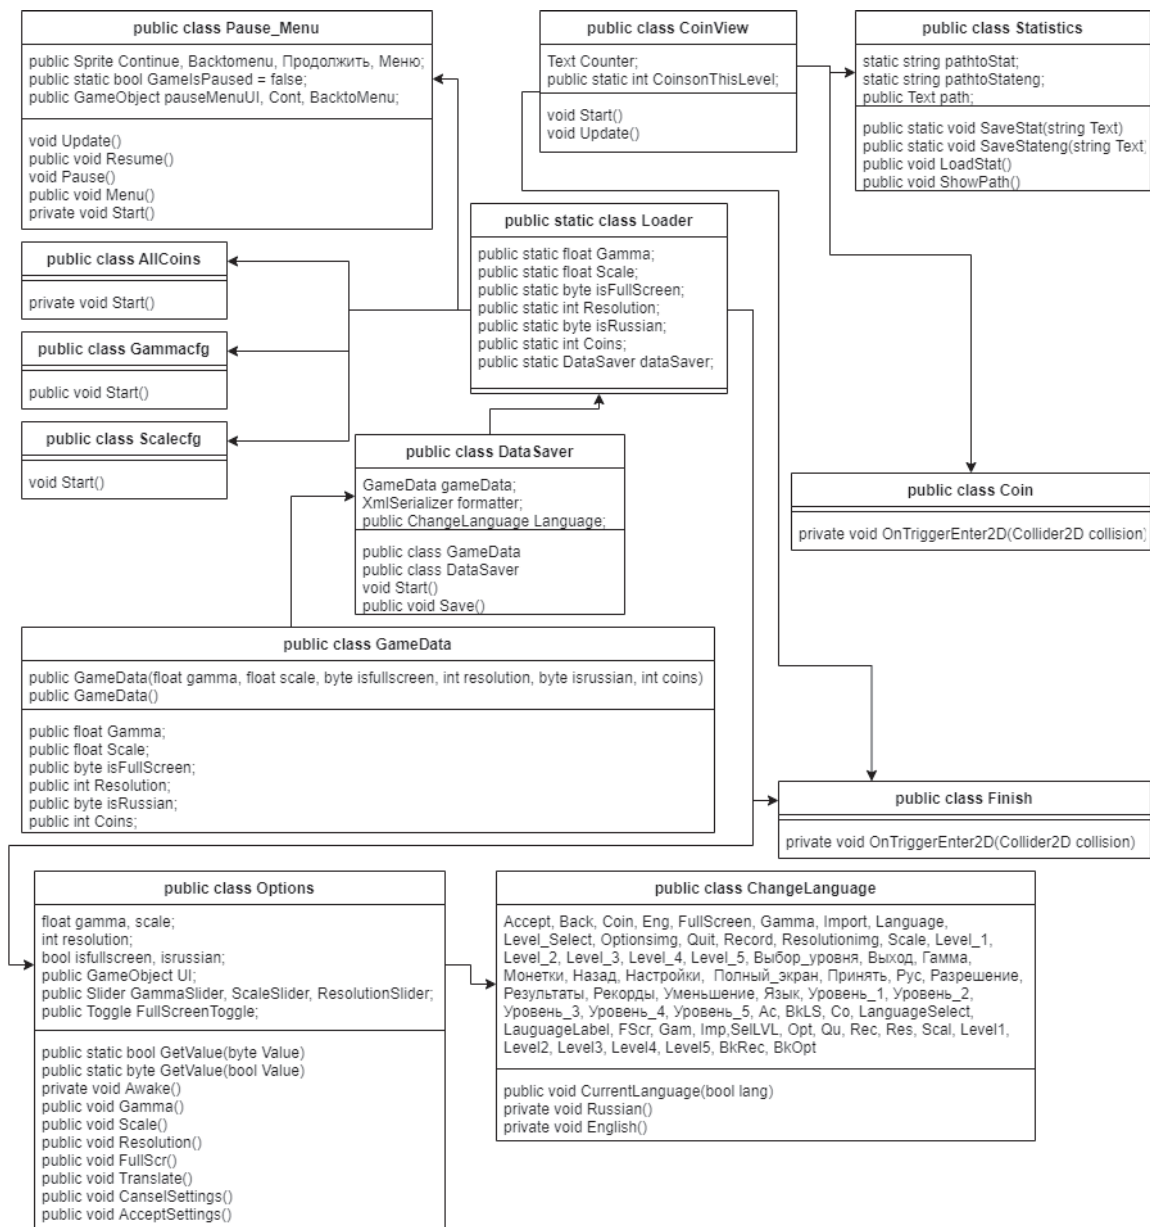 public class Pause_Menu
public Sprite Continue, Backtomenu, Продолжить, Меню;
public static bool GameIsPaused = false;
public GameObject pauseMenuUI, Cont, BacktoMenu;
void Update()
public void Resume()
void Pause()
public void Menu()
private void Start()
public class CoinView
Text Counter;
public static int CoinsonThisLevel;
void Start()
void Update()
public class Statistics
static string pathtoStat;
static string pathtoStateng;
public Text path;
public static void SaveStat(string Text)
public static void SaveStateng(string Text)
public void LoadStat()
public void ShowPath()
public static class Loader
public static float Gamma;
public static float Scale;
public static byte isFullScreen;
public static int Resolution;
public static byte isRussian;
public static int Coins;
public static DataSaver dataSaver;
public class AllCoins
private void Start()
public class Gammacfg
public void Start()
public class Scalecfg
void Start()
public class DataSaver
GameData gameData;
XmlSerializer formatter;
public ChangeLanguage Language;
public class GameData
public class DataSaver
void Start()
public void Save()
public class Coin
private void OnTriggerEnter2D(Collider2D collision)
public class GameData
public GameData(float gamma, float scale, byte isfullscreen, int resolution, byte isrussian, int coins)
public GameData()
public float Gamma;
public float Scale;
public byte isFullScreen;
public int Resolution;
public byte isRussian;
public int Coins;
public class Finish
private void OnTriggerEnter2D(Collider2D collision)
public class Options
float gamma, scale;
int resolution;
bool isfullscreen, isrussian;
public GameObject UI;
public Slider GammaSlider, ScaleSlider, ResolutionSlider;
public Toggle FullScreenToggle;
public static bool GetValue(byte Value)
public static byte GetValue(bool Value)
private void Awake()
public void Gamma()
public void Scale()
public void Resolution()
public void FullScr()
public void Translate()
public void CanselSettings()
public void AcceptSettings()
public class ChangeLanguage
Accept, Back, Coin, Eng, FullScreen, Gamma, Import, Language,
Level_Select, Optionsimg, Quit, Record, Resolutionimg, Scale, Level_1,
Level_2, Level_3, Level_4, Level_5, Выбор_уровня, Выход, Гамма,
Монетки, Назад, Настройки, Полный_экран, Принять, Рус, Разрешение,
Результаты, Рекорды, Уменьшение, Язык, Уровень_1, Уровень_2,
Уровень_3, Уровень_4, Уровень_5, Ac, BkLS, Co, LanguageSelect,
LauguageLabel, FScr, Gam, Imp,SelLVL, Opt, Qu, Rec, Res, Scal, Level1,
Level2, Level3, Level4, Level5, BkRec, BkOpt
public void CurrentLanguage(bool lang)
private void Russian()
private void English()